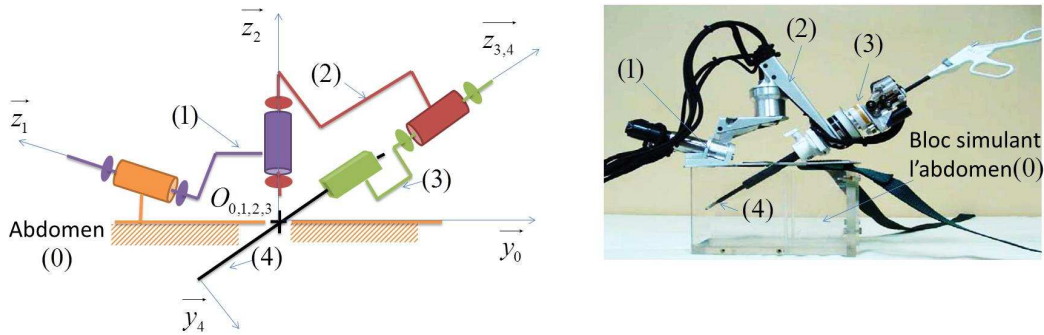 z₂
z₃,₄
(2)
z₁
(1)
O₀,₁,₂,₃
(3)
Abdomen
(0)
(4)
y₀
y₄
(1)
(2)
(3)
Bloc simulant
l'abdomen(0)
(4)